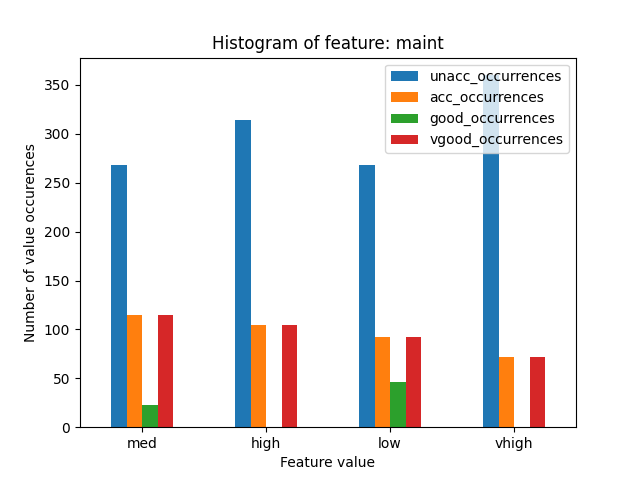 Histogram of feature: maint
350
300
250
200
150
100
50
0
Number of value occurences
unacc_occurrences
acc_occurrences
good_occurrences
vgood_occurrences
med
high
low
vhigh
Feature value